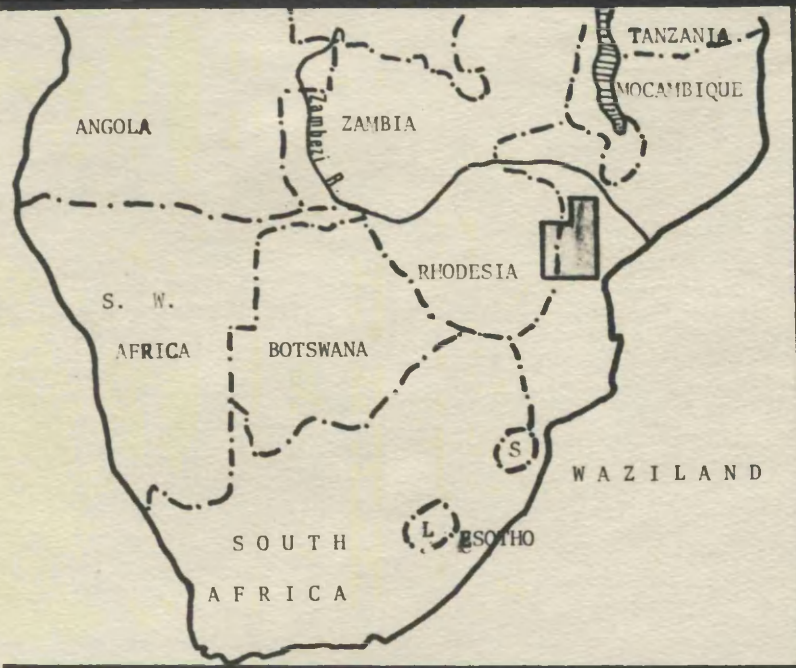 TANZANIA
MOCAMBIQUE
ANGOLA
Zambezi R.
ZAMBIA
RHODESIA
S. W.
AFRICA
BOTSWANA
S WAZILAND
L ESOTHO
SOUTH
AFRICA